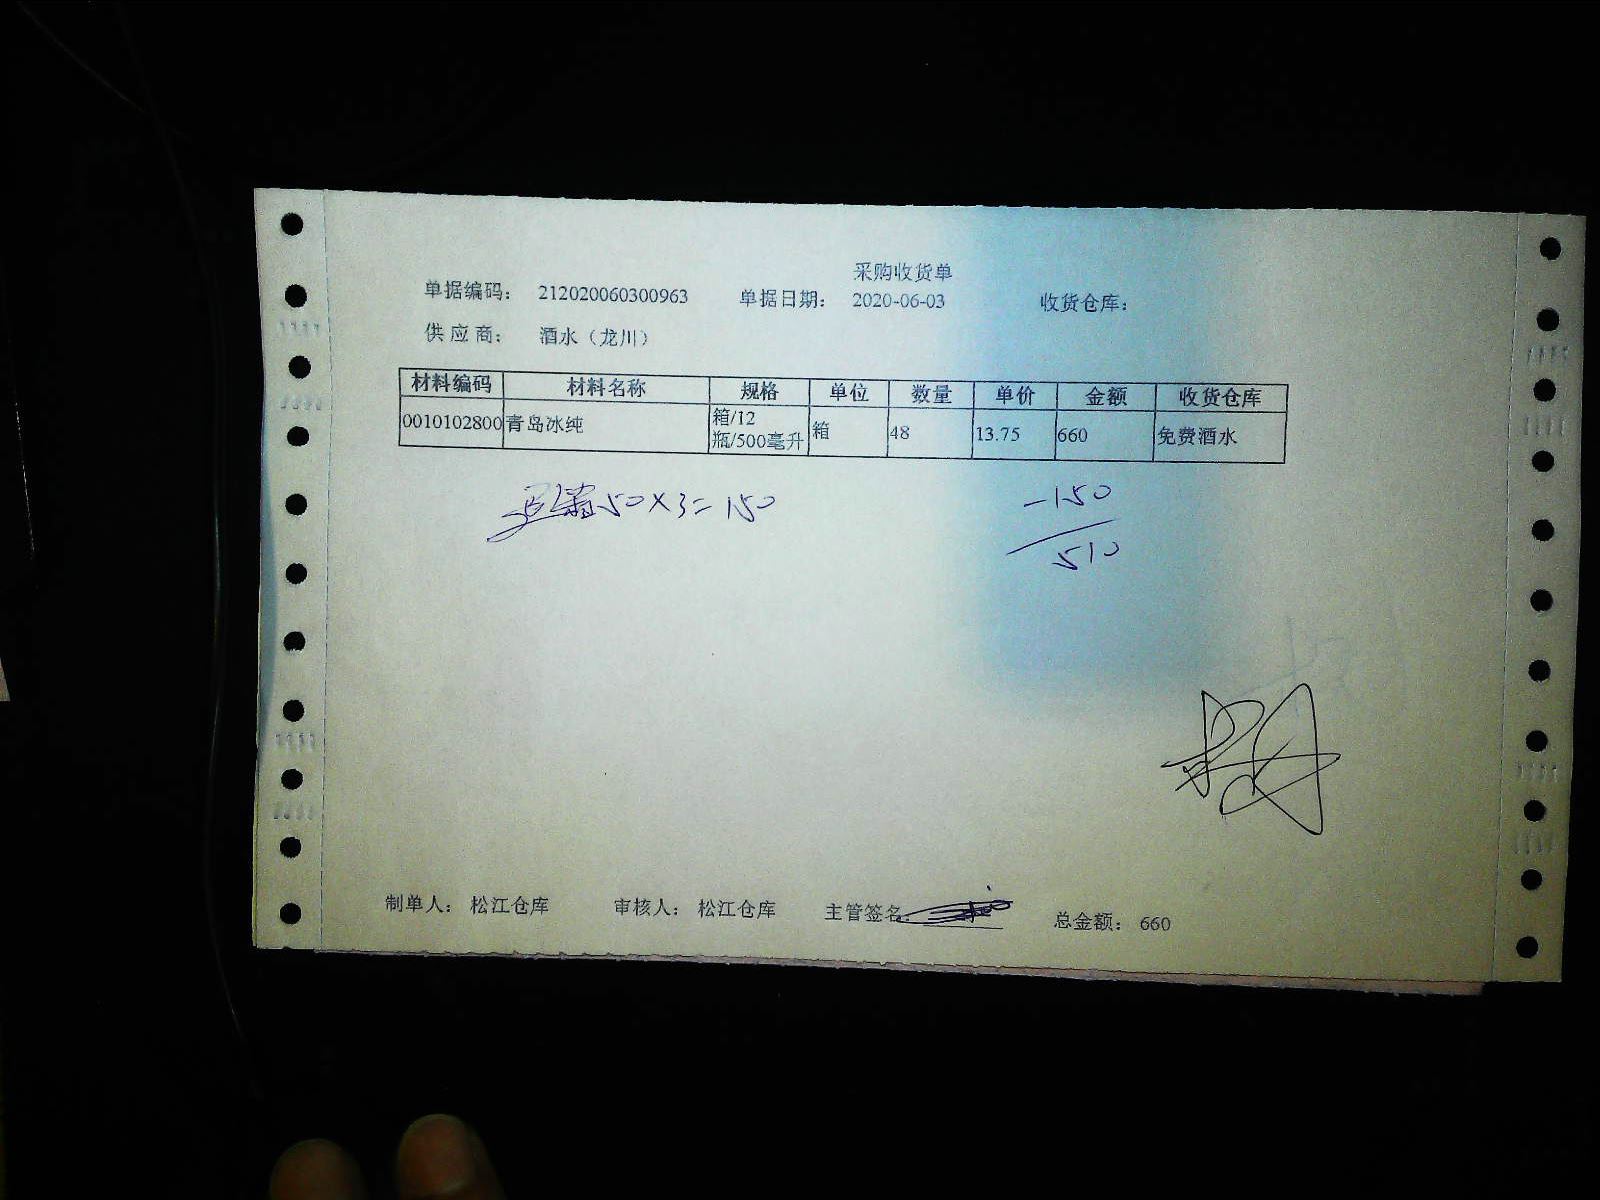 采购收货单
单据编码： 212020060300963 单据日期： 2020-06-03 收货仓库：
供 应 商： 酒水（龙川）
材料编码 材料名称 规格 单位 数量 单价 金额 收货仓库
0010102800 青岛冰纯 箱/12瓶/500毫升 箱 48 13.75 660 免费酒水
50×3=150 -150
510
制单人： 松江仓库 审核人： 松江仓库 主管签名： 总金额： 660